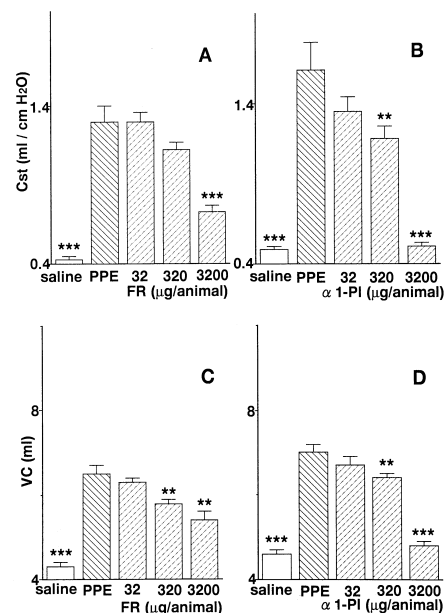 A
B
Cst (ml / cm H2O)
1.4
1.4
0.4
0.4
***
***
***
**
***
saline PPE 32 320 3200
FR (μg/animal)
saline PPE 32 320 3200
α 1-PI (μg/animal)
C
D
VC (ml)
8
8
4
4
***
**
**
***
**
***
saline PPE 32 320 3200
FR (μg/animal)
saline PPE 32 320 3200
α 1-PI (μg/animal)